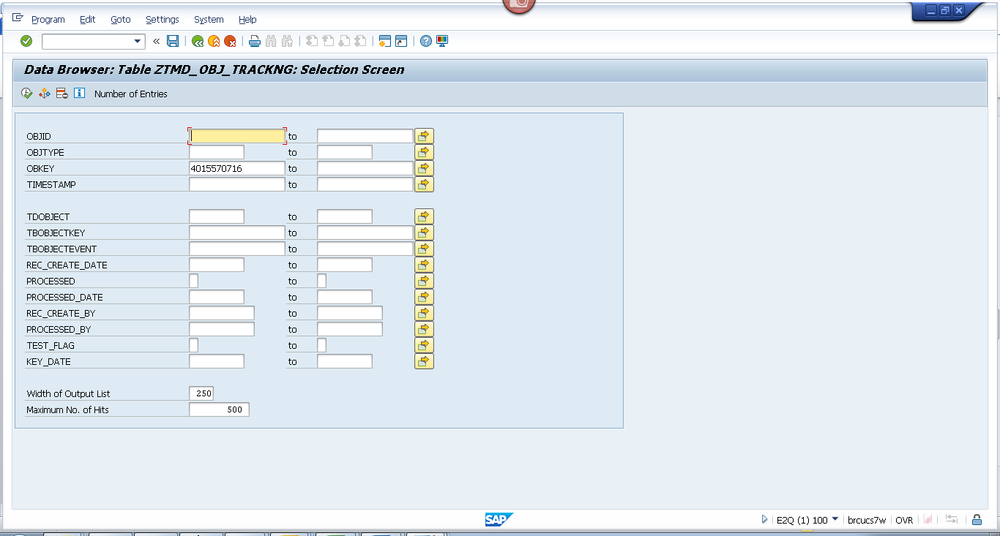 Program Edit Goto Settings System Help
Data Browser: Table ZTMD_OBJ_TRACKNG: Selection Screen
Number of Entries
OBJID to
OBJTYPE to
OBKEY 4015570716 to
TIMESTAMP to
TDOBJECT to
TBOBJECTKEY to
TBOBJECTEVENT to
REC_CREATE_DATE to
PROCESSED to
PROCESSED_DATE to
REC_CREATE_BY to
PROCESSED_BY to
TEST_FLAG to
KEY_DATE to
Width of Output List 250
Maximum No. of Hits 500
SAP E2Q (1) 100 brcucs7w OVR